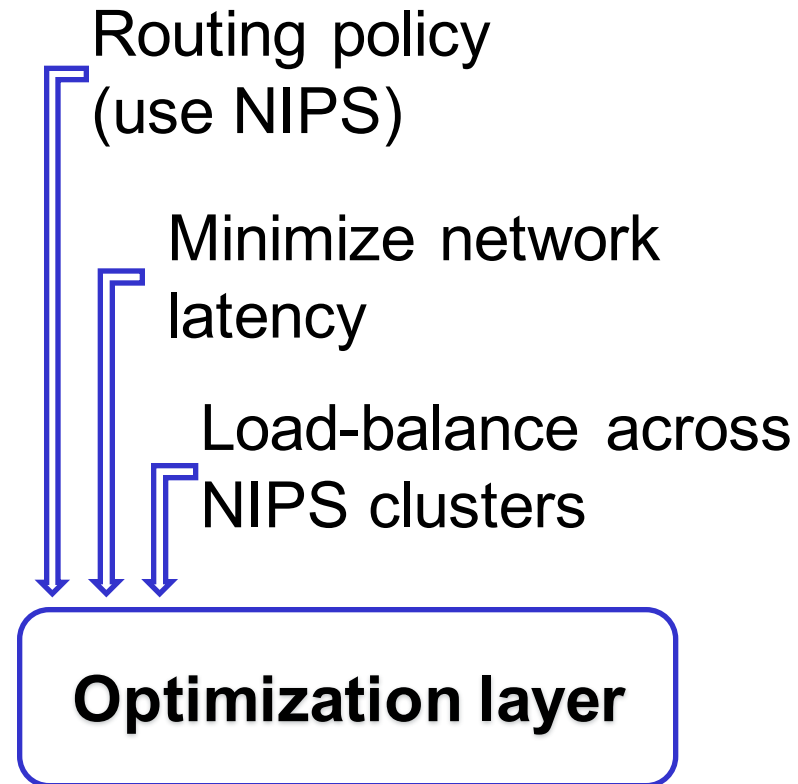 Routing policy
(use NIPS)
Minimize network
latency
Load-balance across
NIPS clusters
Optimization layer